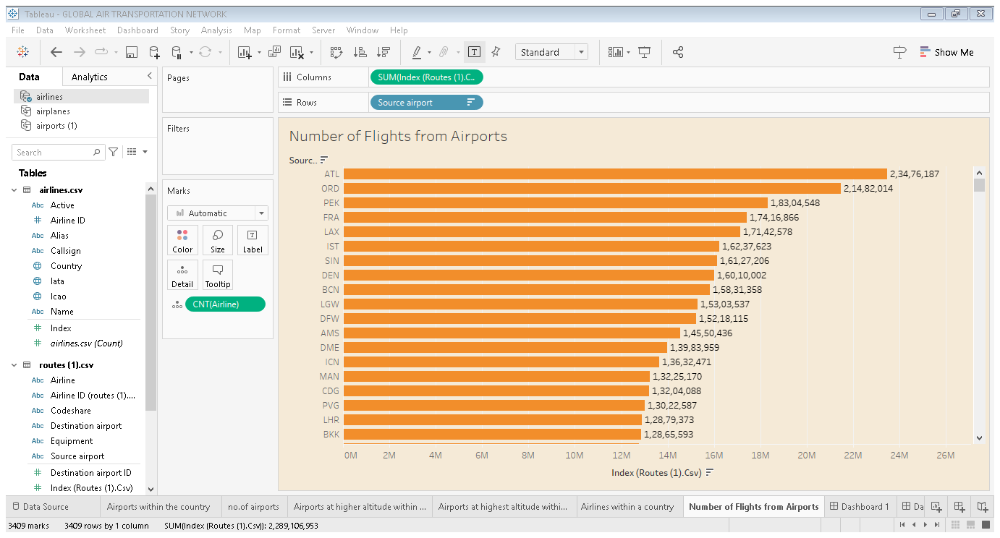 Tableau - GLOBAL AIR TRANSPORTATION NETWORK
File Data Worksheet Dashboard Story Analysis Map Format Server Window Help
Standard
Show Me
Data Analytics
airlines
airplanes
airports (1)
Search
Tables
airlines.csv
Abc Active
Airline ID
Abc Alias
Abc Callsign
Country
Iata
Icao
Abc Name
Index
airlines.csv (Count)
routes (1).csv
Abc Airline
Abc Airline ID (routes (1)....
Abc Codeshare
Abc Destination airport
Abc Equipment
Abc Source airport
Destination airport ID
Index (Routes (1).Csv)
Pages
Filters
Marks
Automatic
Color Size Label
Detail Tooltip
CNT(Airline)
Columns SUM(Index (Routes (1).C..
Rows Source airport
Number of Flights from Airports
Sourc..
ATL 2,34,76,187
ORD 2,14,82,014
PEK 1,83,04,548
FRA 1,74,16,866
LAX 1,71,42,578
IST 1,62,37,623
SIN 1,61,27,206
DEN 1,60,10,002
BCN 1,58,31,358
LGW 1,53,03,537
DFW 1,52,18,115
AMS 1,45,50,436
DME 1,39,83,959
ICN 1,36,32,471
MAN 1,32,25,170
CDG 1,32,04,088
PVG 1,30,22,587
LHR 1,28,79,373
BKK 1,28,65,593
0M 2M 4M 6M 8M 10M 12M 14M 16M 18M 20M 22M 24M 26M
Index (Routes (1).Csv)
Data Source Airports within the country no.of airports Airports at higher altitude within ... Airports at highest altitude withi... Airlines within a country Number of Flights from Airports Dashboard 1 Da
3409 marks 3409 rows by 1 column SUM(Index (Routes (1).Csv)): 2,289,106,953